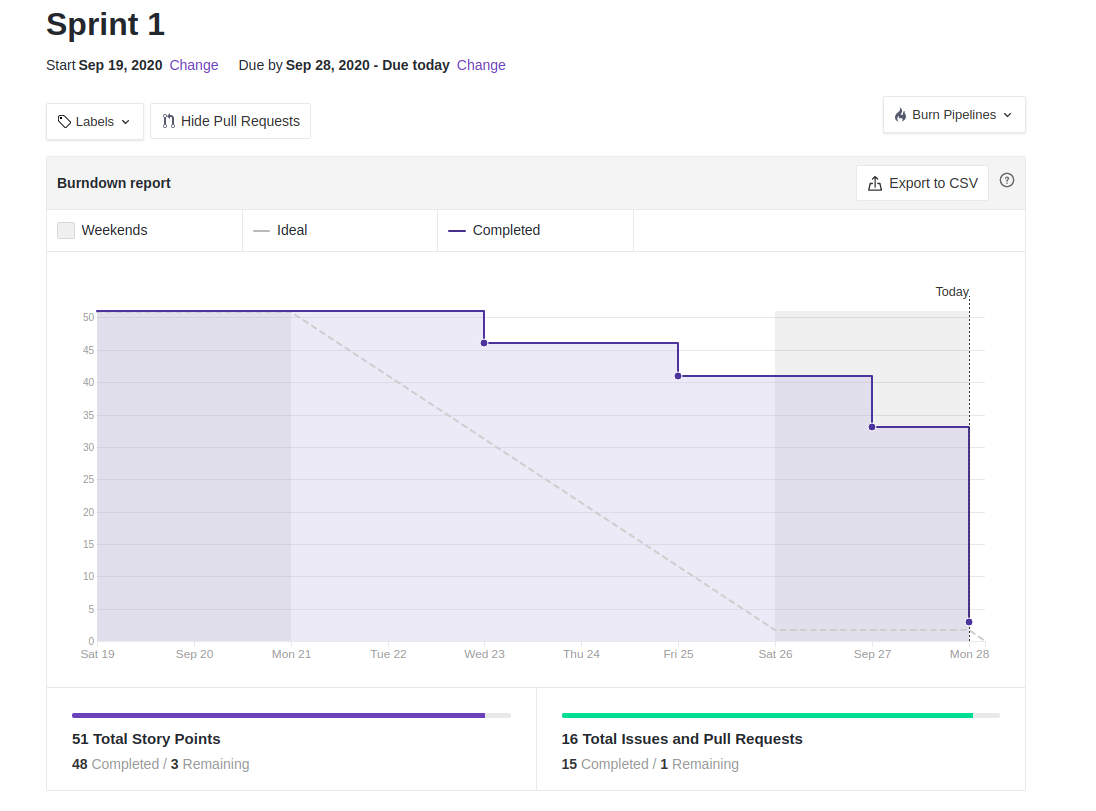 Sprint 1
Start Sep 19, 2020 Change Due by Sep 28, 2020 - Due today Change
Labels Hide Pull Requests Burn Pipelines
Burndown report Export to CSV ?
Weekends Ideal Completed
Today
50
45
40
35
30
25
20
15
10
5
0
Sat 19 Sep 20 Mon 21 Tue 22 Wed 23 Thu 24 Fri 25 Sat 26 Sep 27 Mon 28
51 Total Story Points 16 Total Issues and Pull Requests
48 Completed / 3 Remaining 15 Completed / 1 Remaining